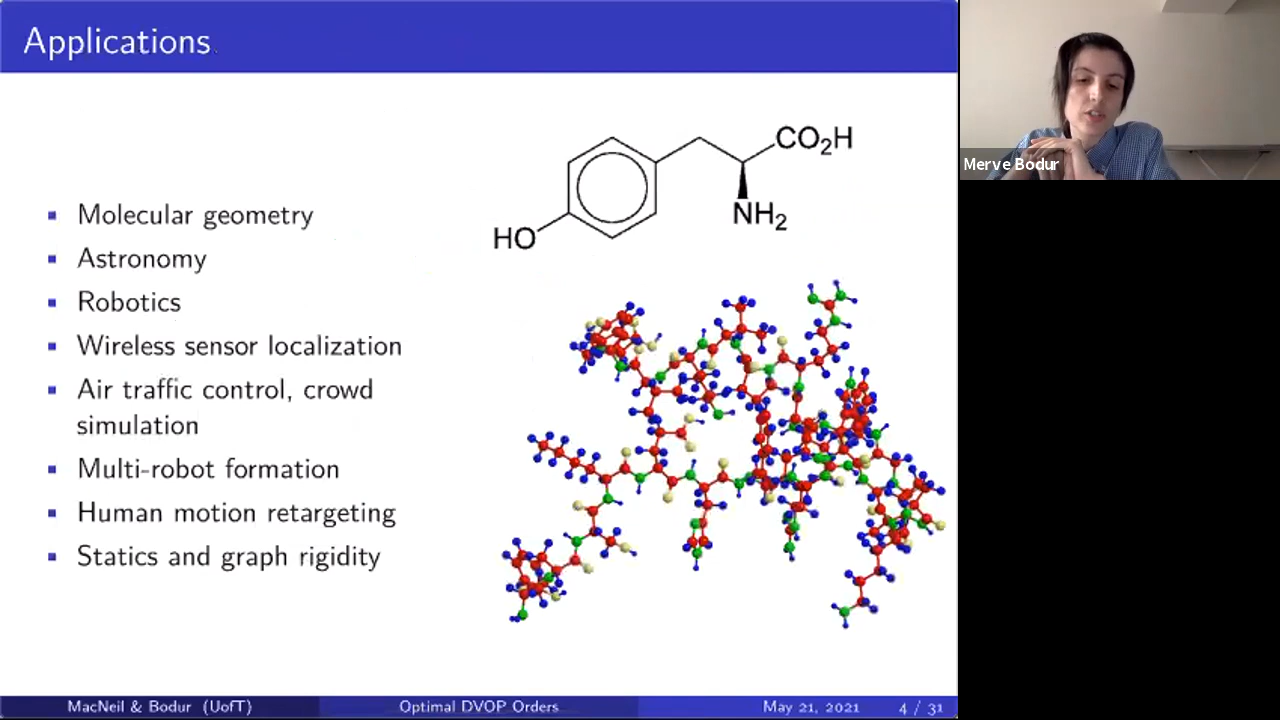 Applications
Molecular geometry
Astronomy
Robotics
Wireless sensor localization
Air traffic control, crowd
simulation
Multi-robot formation
Human motion retargeting
Statics and graph rigidity
CO₂H
NH₂
HO
Merve Bodur
MacNeil & Bodur (UofT)
Optimal DVOP Orders
May 21, 2021
4 / 31